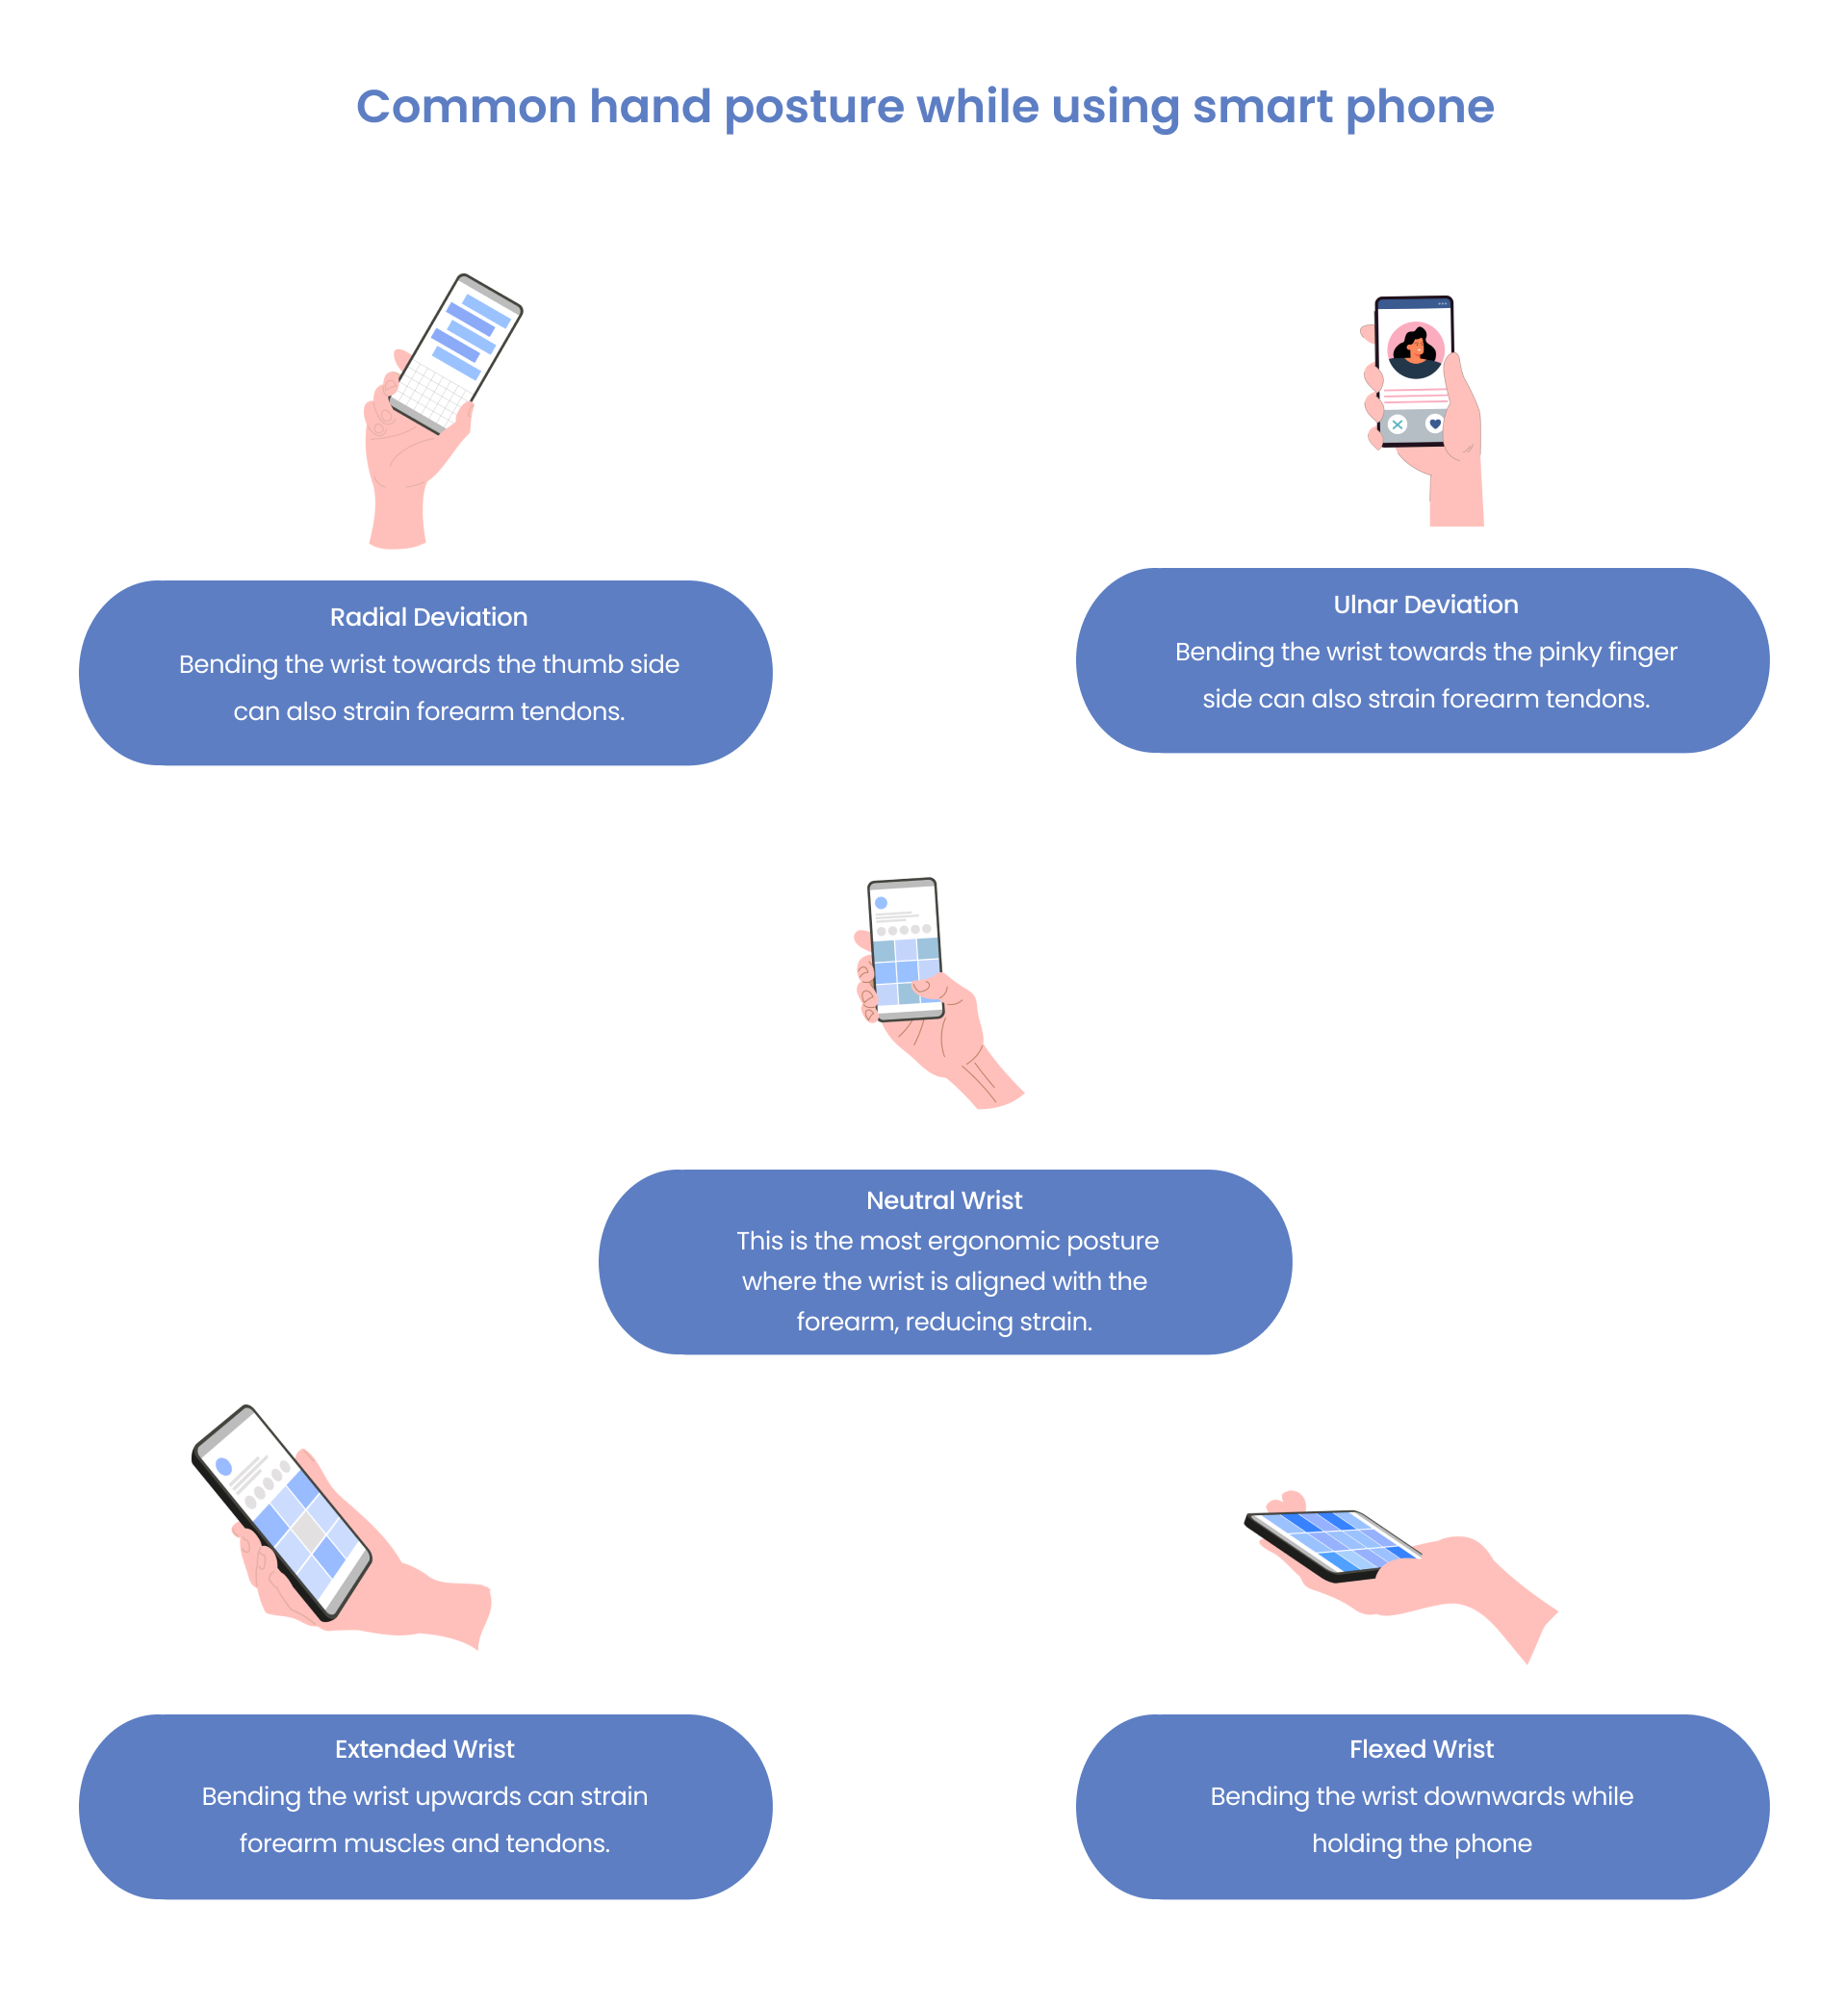 Common hand posture while using smart phone
Radial Deviation
Bending the wrist towards the thumb side
can also strain forearm tendons.
Ulnar Deviation
Bending the wrist towards the pinky finger
side can also strain forearm tendons.
Neutral Wrist
This is the most ergonomic posture
where the wrist is aligned with the
forearm, reducing strain.
Extended Wrist
Bending the wrist upwards can strain
forearm muscles and tendons.
Flexed Wrist
Bending the wrist downwards while
holding the phone